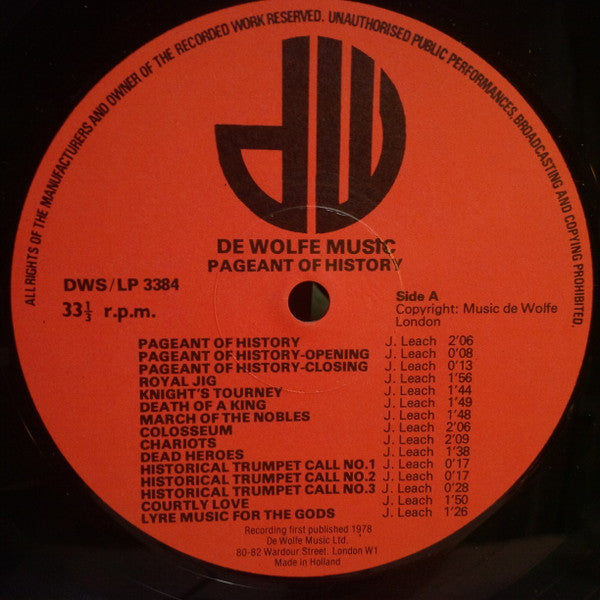 ALL RIGHTS OF THE MANUFACTURERS AND OWNER OF THE RECORDED WORK RESERVED. UNAUTHORISED PUBLIC PERFORMANCES, BROADCASTING AND COPYING PROHIBITED.
dW
DE WOLFE MUSIC
PAGEANT OF HISTORY
DWS/LP 3384
33⅓ r.p.m.
Side A
Copyright: Music de Wolfe
London
PAGEANT OF HISTORY J. Leach 2'06
PAGEANT OF HISTORY-OPENING J. Leach 0'08
PAGEANT OF HISTORY-CLOSING J. Leach 0'13
ROYAL JIG J. Leach 1'56
KNIGHT'S TOURNEY J. Leach 1'44
DEATH OF A KING J. Leach 1'49
MARCH OF THE NOBLES J. Leach 1'48
COLOSSEUM J. Leach 2'06
CHARIOTS J. Leach 2'09
DEAD HEROES J. Leach 1'38
HISTORICAL TRUMPET CALL NO.1 J. Leach 0'17
HISTORICAL TRUMPET CALL NO.2 J. Leach 0'17
HISTORICAL TRUMPET CALL NO.3 J. Leach 0'28
COURTLY LOVE J. Leach 1'50
LYRE MUSIC FOR THE GODS J. Leach 1'26
Recording first published 1978
De Wolfe Music Ltd.
80-82 Wardour Street. London W1
Made in Holland